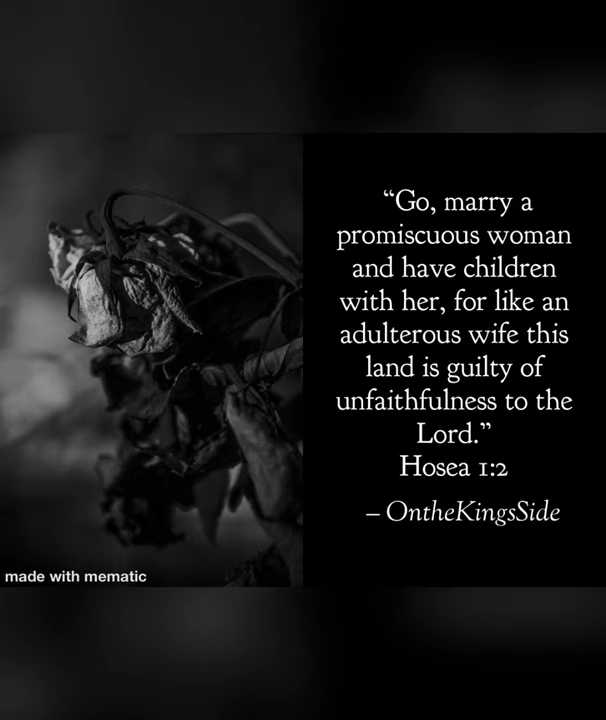 “Go, marry a
promiscuous woman
and have children
with her, for like an
adulterous wife this
land is guilty of
unfaithfulness to the
Lord.”
Hosea 1:2
– OntheKingsSide
made with mematic